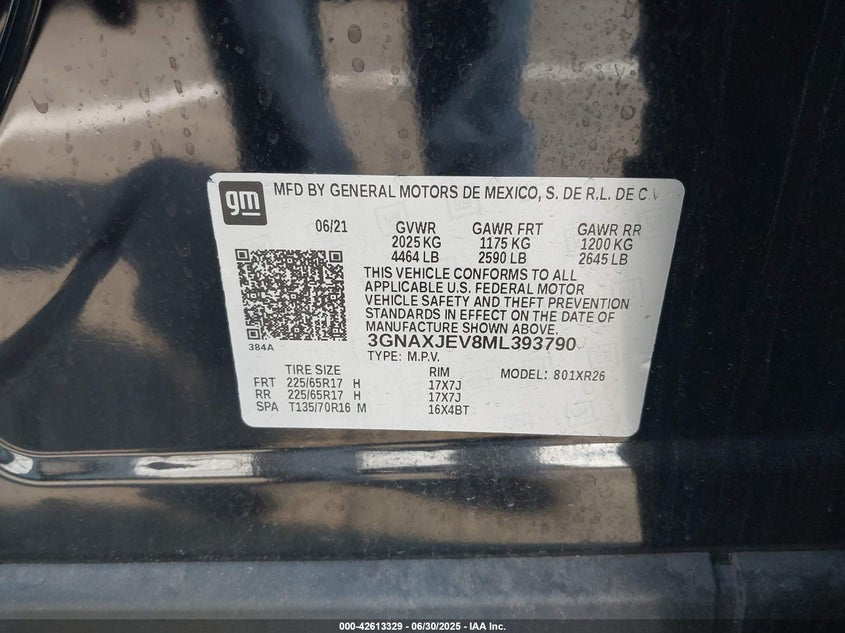 gm MFD BY GENERAL MOTORS DE MEXICO, S. DE R.L. DE C.V
06/21 GVWR GAWR FRT GAWR RR
2025 KG 1175 KG 1200 KG
4464 LB 2590 LB 2645 LB
THIS VEHICLE CONFORMS TO ALL
APPLICABLE U.S. FEDERAL MOTOR
VEHICLE SAFETY AND THEFT PREVENTION
STANDARDS IN EFFECT ON THE DATE OF
MANUFACTURE SHOWN ABOVE.
384A 3GNAXJEV8ML393790
TYPE: M.P.V.
TIRE SIZE RIM MODEL: 801XR26
FRT 225/65R17 H 17X7J
RR 225/65R17 H 17X7J
SPA T135/70R16 M 16X4BT
000-42613329 - 06/30/2025 - IAA Inc.